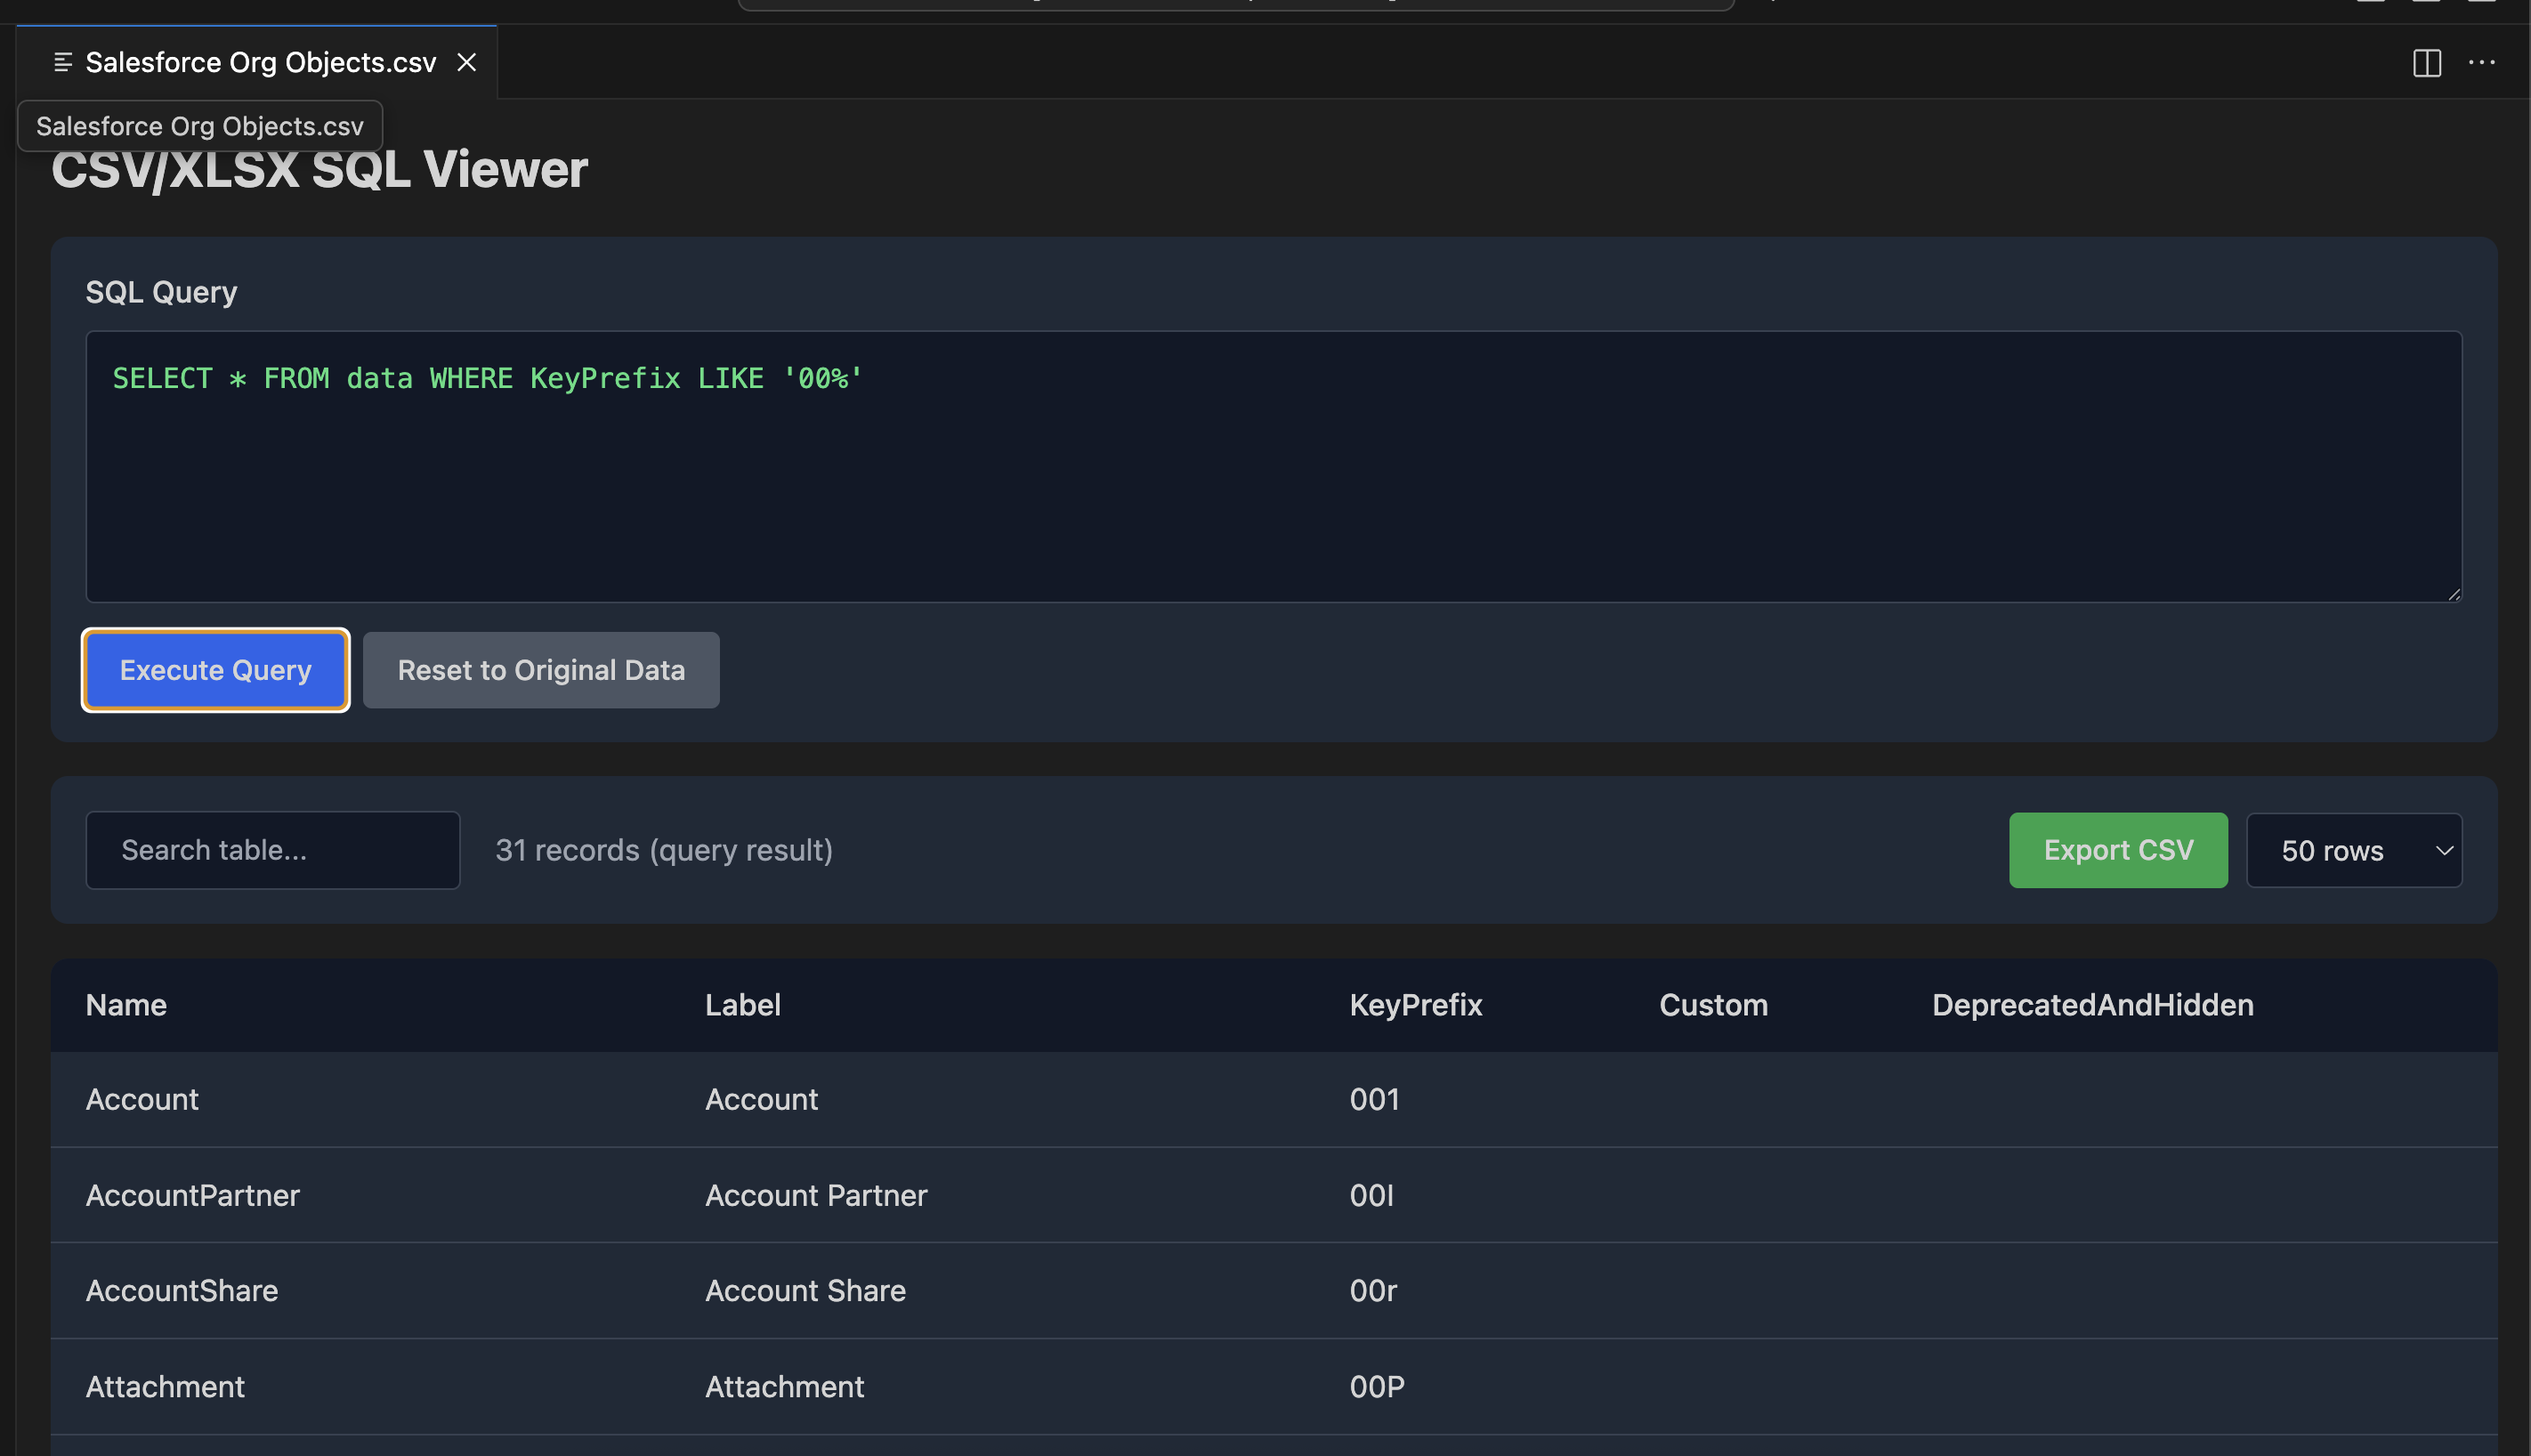 Salesforce Org Objects.csv
Salesforce Org Objects.csv
CSV/XLSX SQL Viewer
SQL Query
SELECT * FROM data WHERE KeyPrefix LIKE '00%'
Execute Query Reset to Original Data
Search table... 31 records (query result) Export CSV 50 rows
Name Label KeyPrefix Custom DeprecatedAndHidden
Account Account 001
AccountPartner Account Partner 00I
AccountShare Account Share 00r
Attachment Attachment 00P